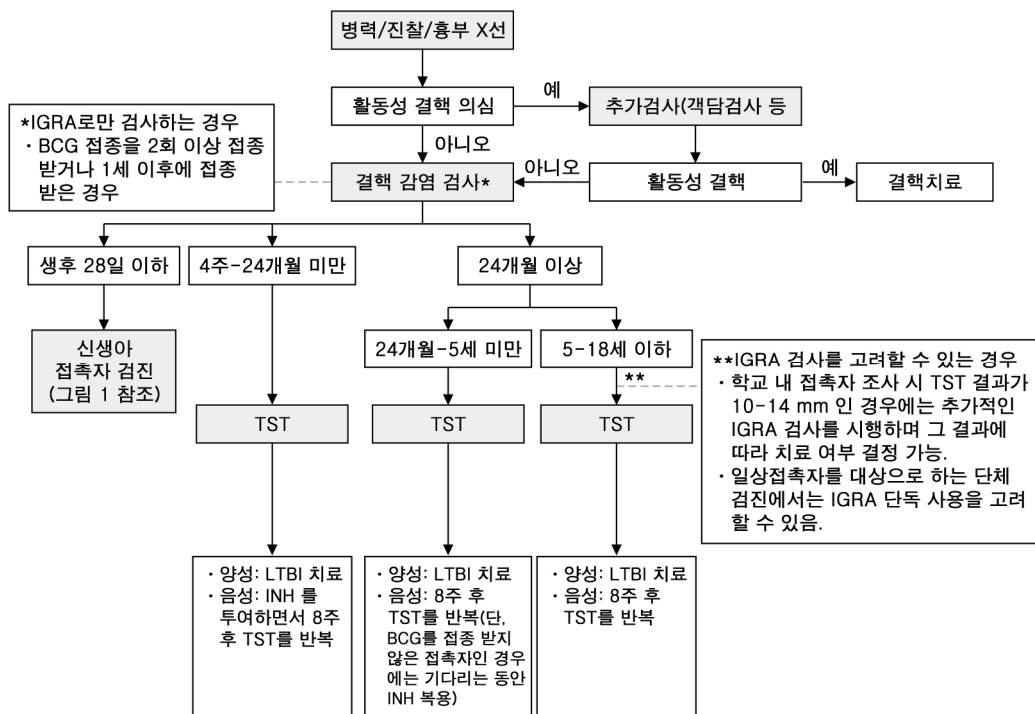 병력/진찰/흉부 X선
활동성 결핵 의심
예
추가검사(객담검사 등
아니오
*IGRA로만 검사하는 경우
· BCG 접종을 2회 이상 접종
받거나 1세 이후에 접종
받은 경우
결핵 감염 검사*
아니오
활동성 결핵
예
결핵치료
생후 28일 이하
4주-24개월 미만
24개월 이상
신생아
접촉자 검진
(그림 1 참조)
24개월-5세 미만
5-18세 이하
**
**IGRA 검사를 고려할 수 있는 경우
· 학교 내 접촉자 조사 시 TST 결과가
10-14 mm 인 경우에는 추가적인
IGRA 검사를 시행하며 그 결과에
따라 치료 여부 결정 가능.
· 일상접촉자를 대상으로 하는 단체
검진에서는 IGRA 단독 사용을 고려
할 수 있음.
TST
TST
TST
· 양성: LTBI 치료
· 음성: INH 를
투여하면서 8주
후 TST를 반복
· 양성: LTBI 치료
· 음성: 8주 후
TST를 반복(단,
BCG를 접종 받지
않은 접촉자인 경우
에는 기다리는 동안
INH 복용)
· 양성: LTBI 치료
· 음성: 8주 후
TST를 반복